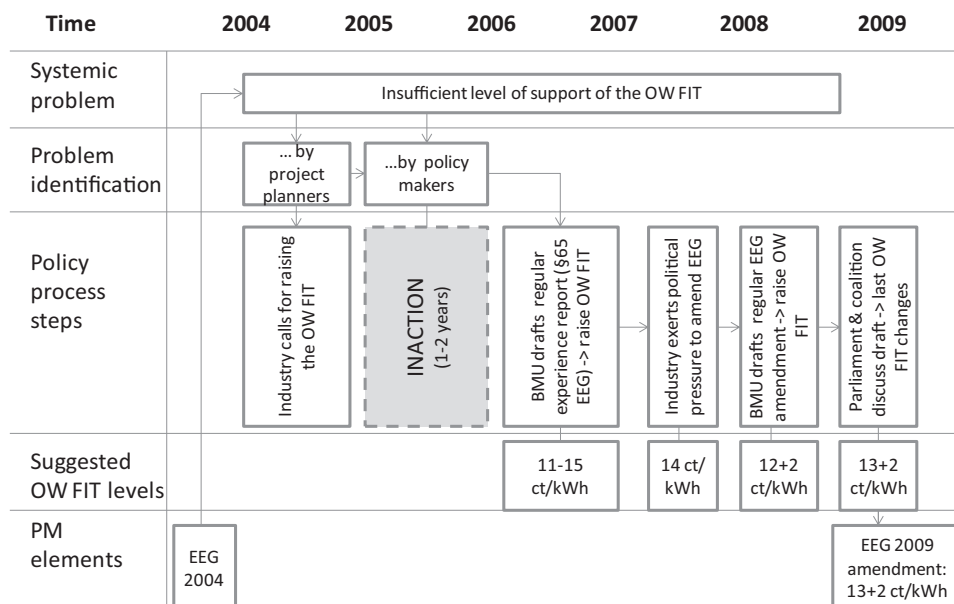 Time 2004 2005 2006 2007 2008 2009
Systemic
problem
Insufficient level of support of the OW FIT
Problem
identification
... by
project
planners
...by policy
makers
Policy
process
steps
Industry calls for raising
the OW FIT
INACTION
(1-2 years)
BMU drafts regular
experience report (§65
EEG) -> raise OW FIT
Industry exerts political
pressure to amend EEG
BMU drafts regular EEG
amendment -> raise OW
FIT
Parliament & coalition
discuss draft -> last OW
FIT changes
Suggested
OW FIT levels
11-15
ct/kWh
14 ct/
kWh
12+2
ct/kWh
13+2
ct/kWh
PM
elements
EEG
2004
EEG 2009
amendment:
13+2 ct/kWh